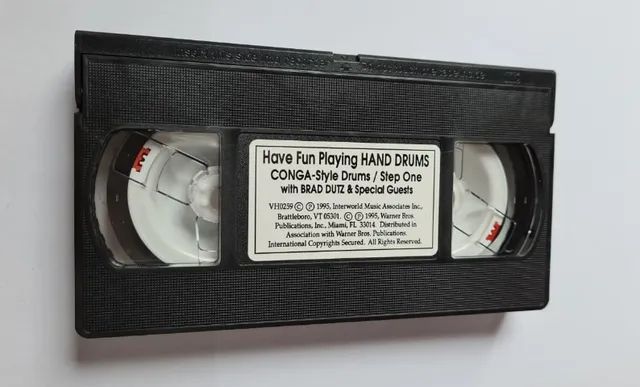 Have Fun Playing HAND DRUMS
CONGA-Style Drums / Step One
with BRAD DUTZ & Special Guests
VH0259 © ℗ 1995, Interworld Music Associates Inc.,
Brattleboro, VT 05301. © ℗ 1995, Warner Bros.
Publications, Inc., Miami, FL 33014. Distributed in
Association with Warner Bros. Publications.
International Copyrights Secured. All Rights Reserved.